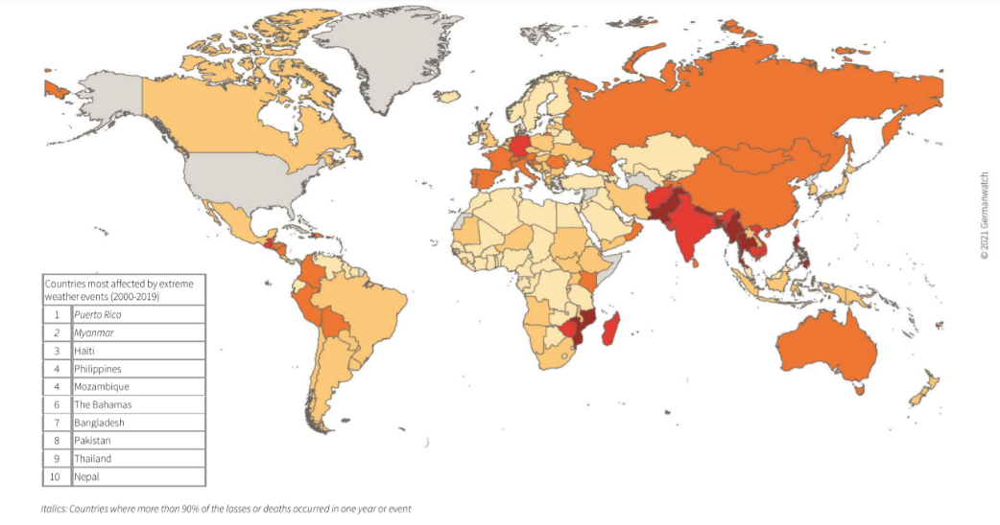 © 2021 Germanwatch
Countries most affected by extreme
weather events (2000-2019)
1 Puerto Rico
2 Myanmar
3 Haiti
4 Philippines
4 Mozambique
6 The Bahamas
7 Bangladesh
8 Pakistan
9 Thailand
10 Nepal
Italics: Countries where more than 90% of the losses or deaths occurred in one year or event